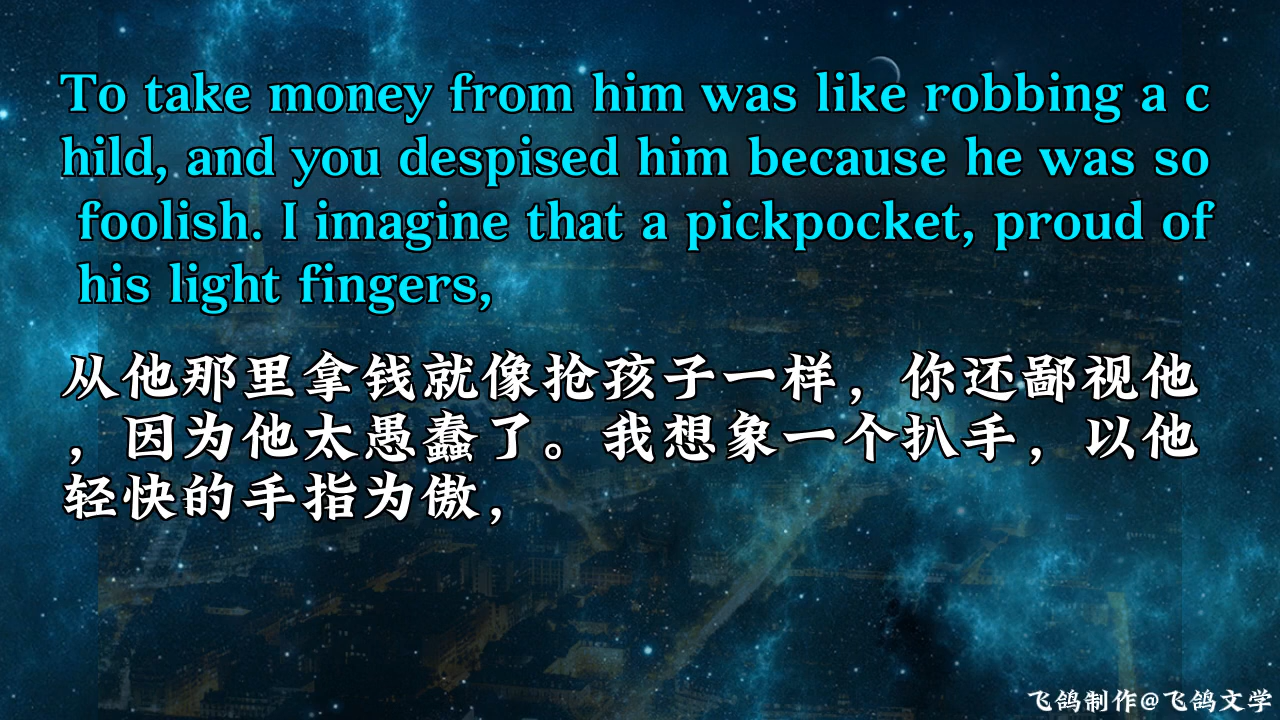 To take money from him was like robbing a c
hild, and you despised him because he was so
foolish. I imagine that a pickpocket, proud of
his light fingers,
从他那里拿钱就像抢孩子一样，你还鄙视他
，因为他太愚蠢了。我想象一个扒手，以他
轻快的手指为傲，
飞鸽制作@飞鸽文学